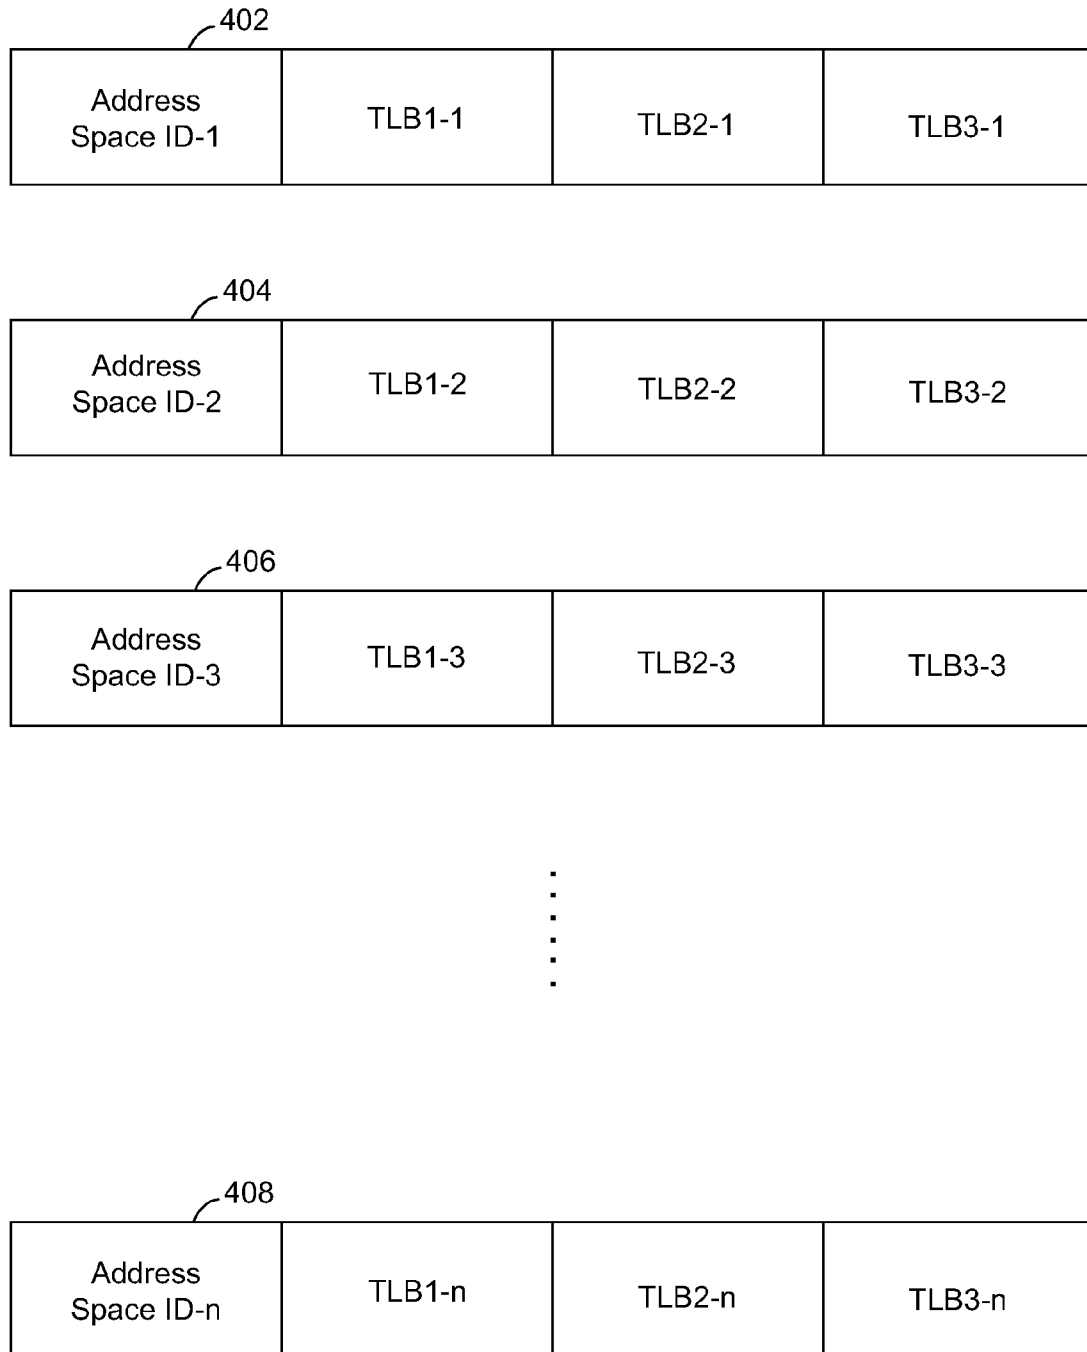 402
Address
Space ID-1
TLB1-1
TLB2-1
TLB3-1
404
Address
Space ID-2
TLB1-2
TLB2-2
TLB3-2
406
Address
Space ID-3
TLB1-3
TLB2-3
TLB3-3
408
Address
Space ID-n
TLB1-n
TLB2-n
TLB3-n